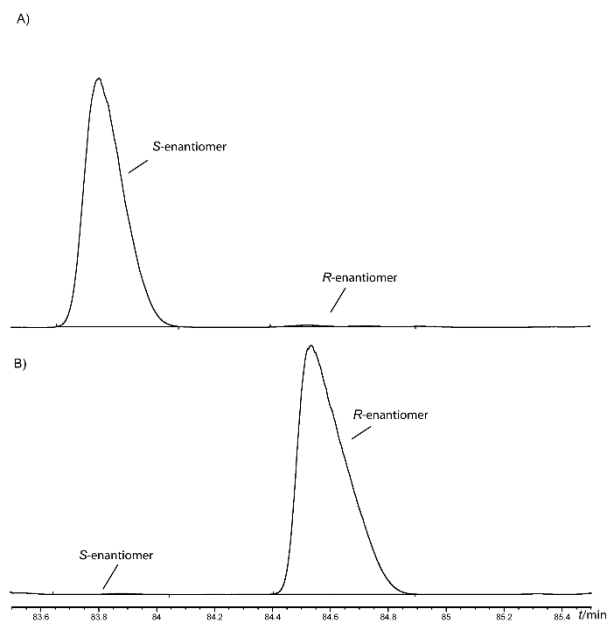 A)
S-enantiomer
R-enantiomer
B)
R-enantiomer
S-enantiomer
83.6 83.8 84 84.2 84.4 84.6 84.8 85 85.2 85.4 t/min